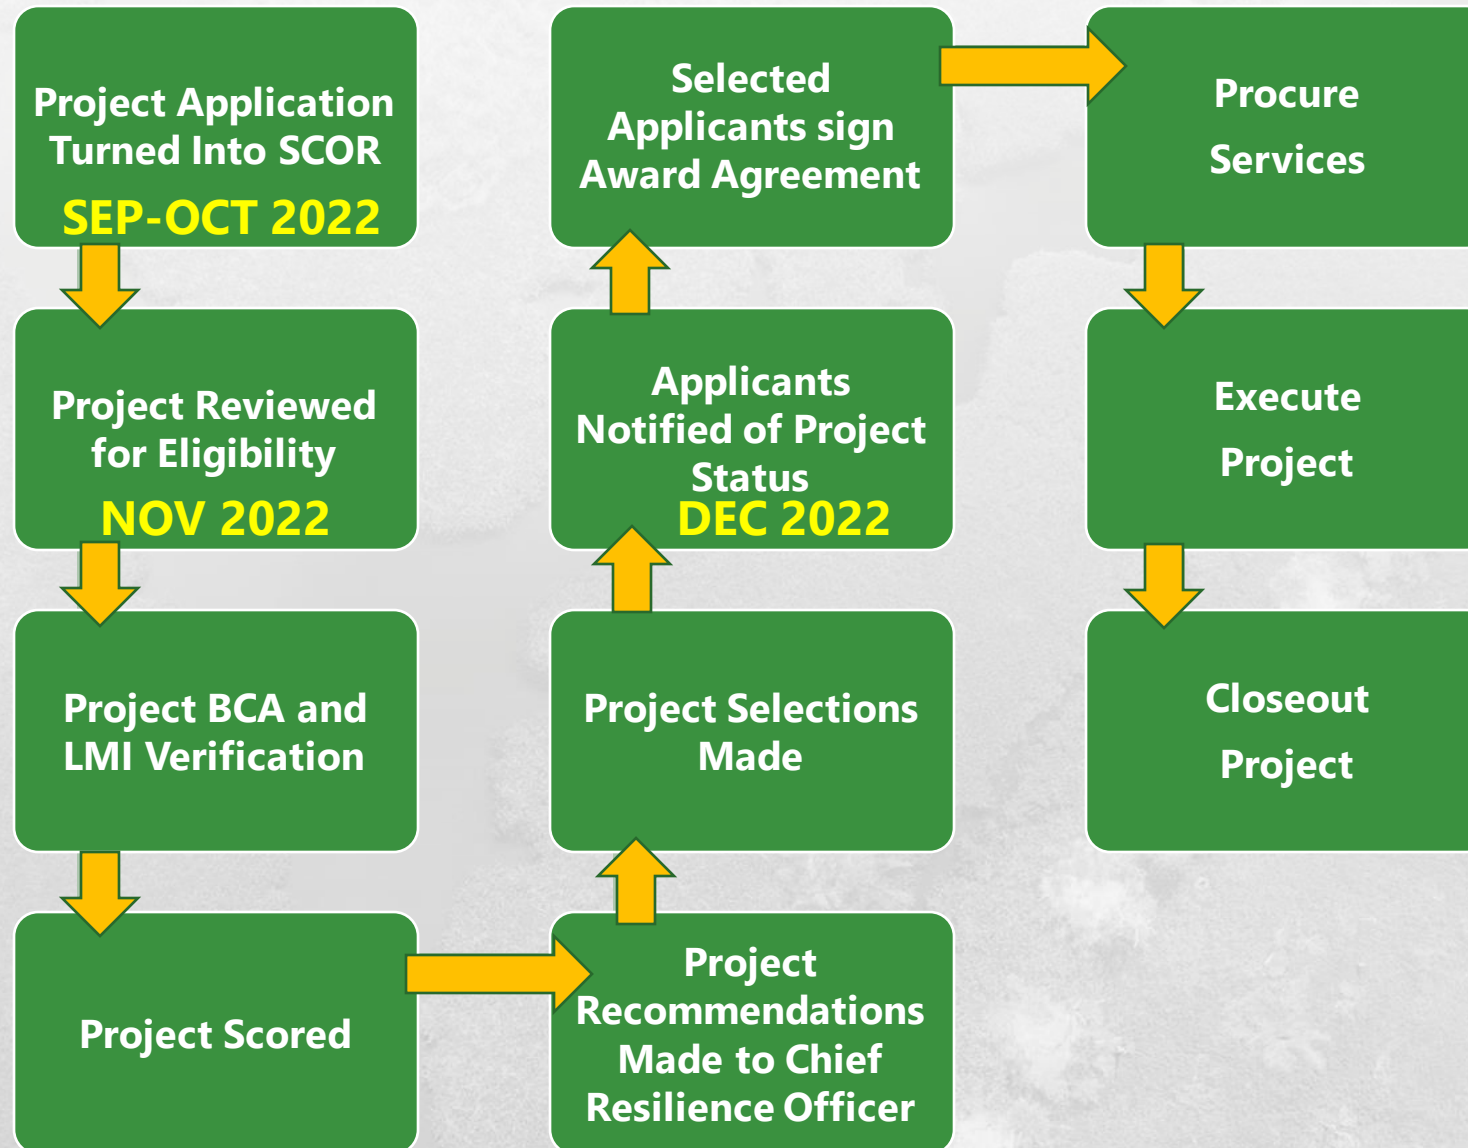 Project Application
Turned Into SCOR
SEP-OCT 2022
Project Reviewed
for Eligibility
NOV 2022
Project BCA and
LMI Verification
Project Scored
Project
Recommendations
Made to Chief
Resilience Officer
Project Selections
Made
Applicants
Notified of Project
Status
DEC 2022
Selected
Applicants sign
Award Agreement
Procure
Services
Execute
Project
Closeout
Project